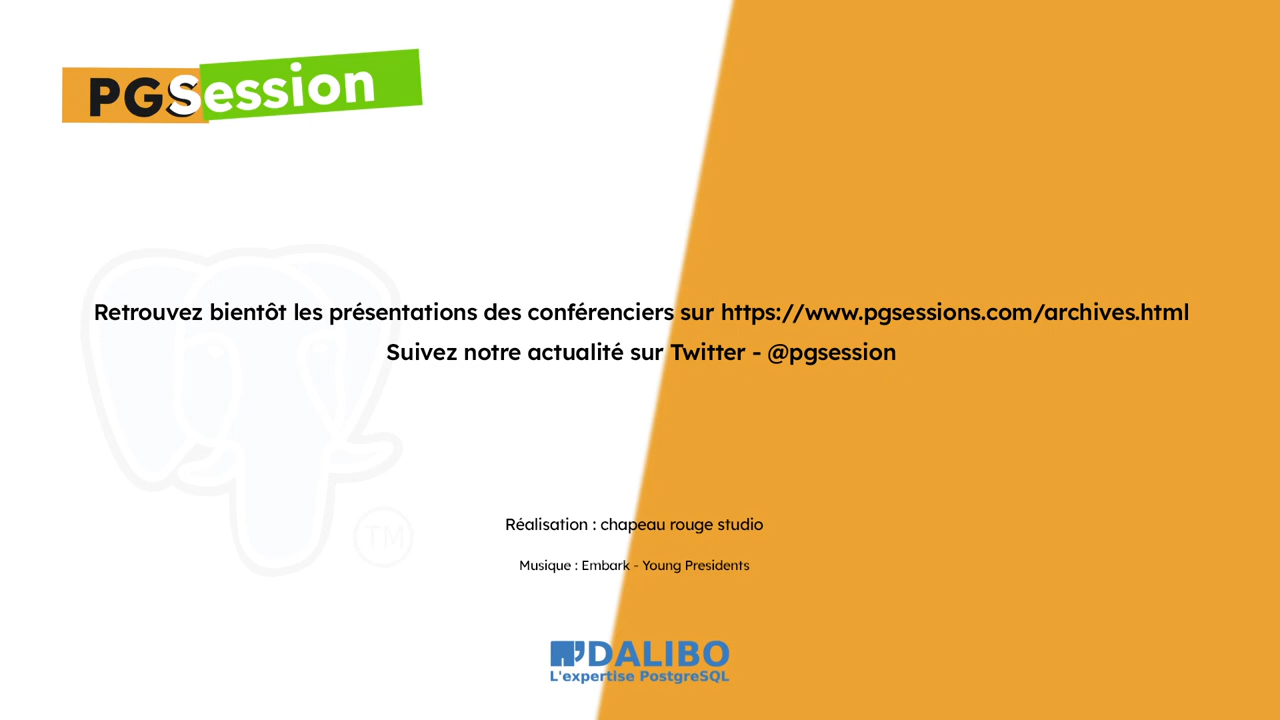 PGSession
Retrouvez bientôt les présentations des conférenciers sur https://www.pgsessions.com/archives.html
Suivez notre actualité sur Twitter - @pgsession
TM
Réalisation : chapeau rouge studio
Musique : Embark - Young Presidents
DALIBO
L'expertise PostgreSQL